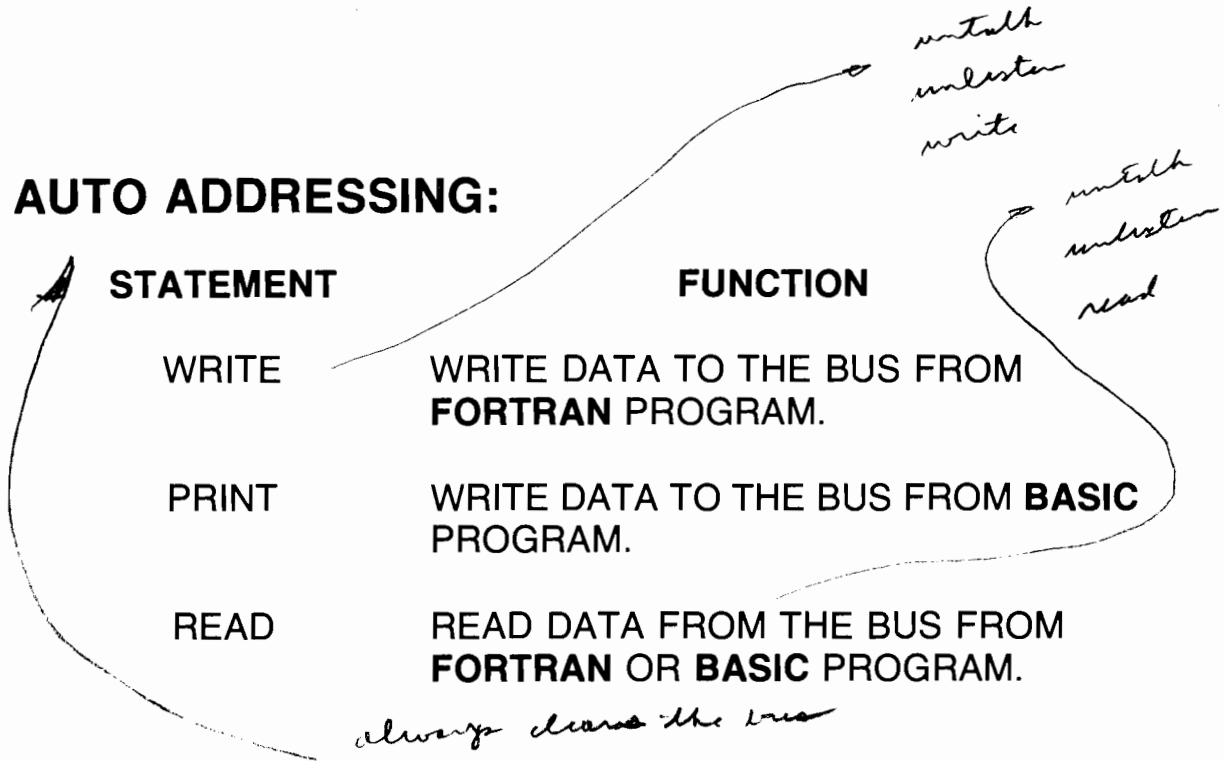 untalk
unlisten
write
untalk
unlisten
read
AUTO ADDRESSING:
STATEMENT FUNCTION
WRITE WRITE DATA TO THE BUS FROM
FORTRAN PROGRAM.
PRINT WRITE DATA TO THE BUS FROM BASIC
PROGRAM.
READ READ DATA FROM THE BUS FROM
FORTRAN OR BASIC PROGRAM.
always clears the bus